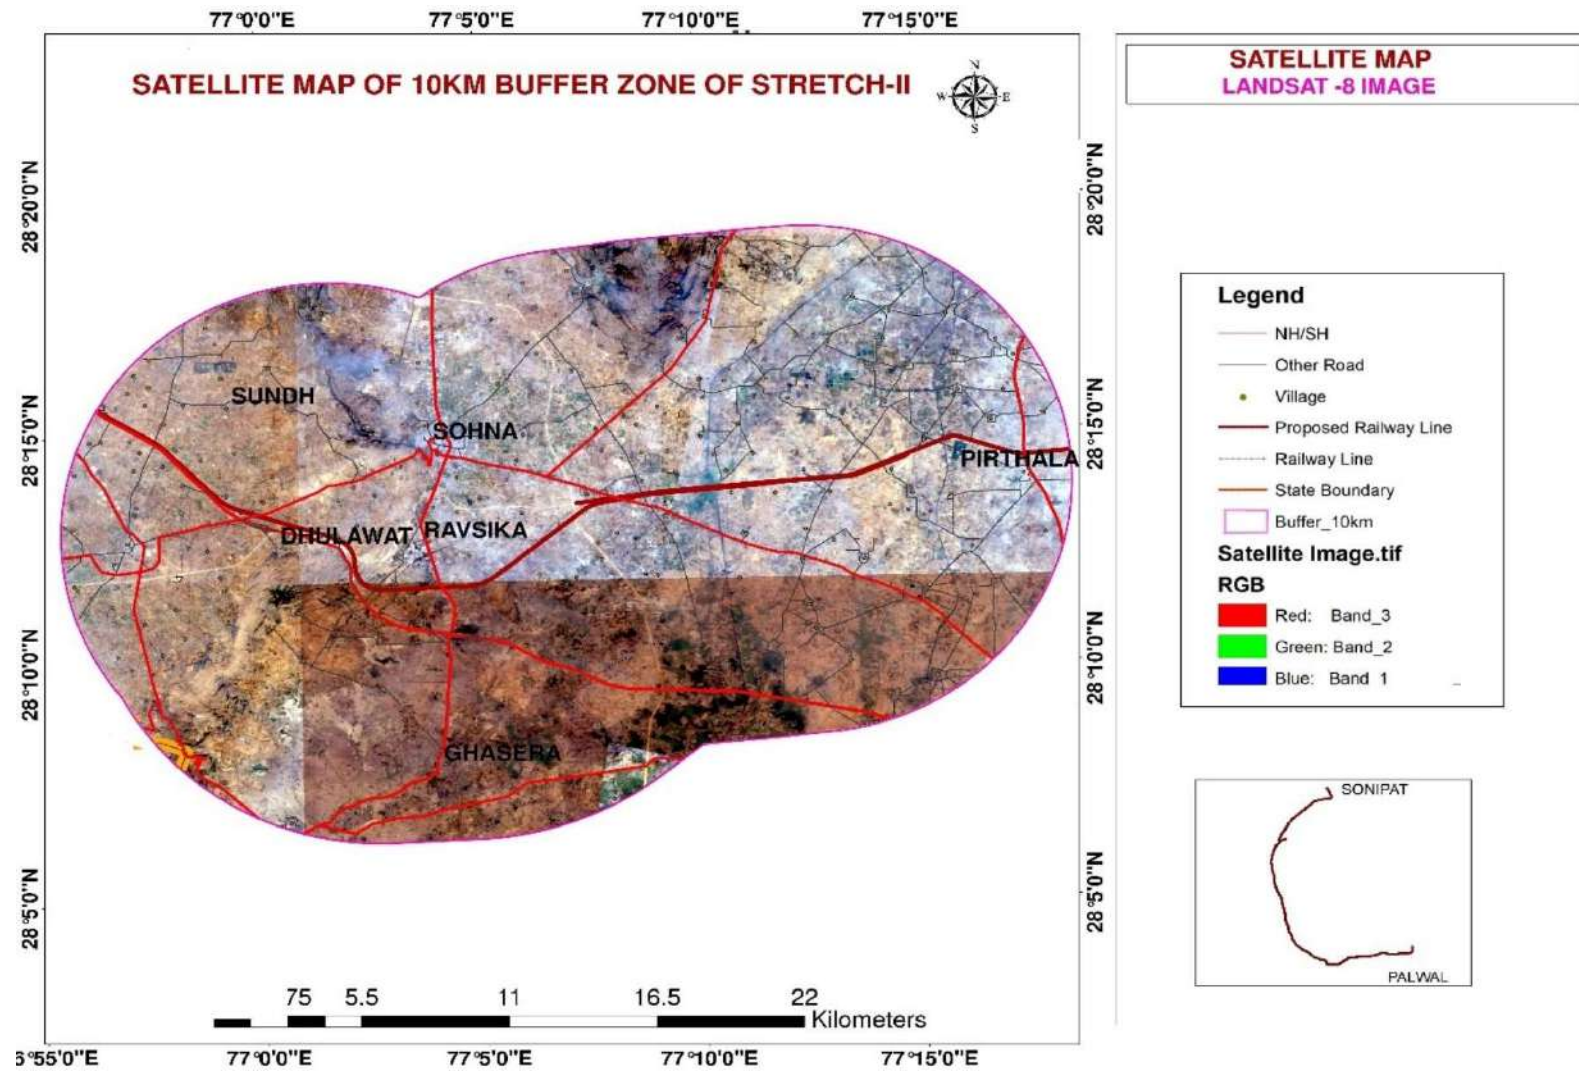 77°0'0"E 77°5'0"E 77°10'0"E 77°15'0"E
SATELLITE MAP OF 10KM BUFFER ZONE OF STRETCH-II
N
W E
S
28°20'0"N
28°15'0"N
28°10'0"N
28°5'0"N
SUNDH
SOHNA
PIRTHALA
DHULAWAT
RAVSIKA
GHASERA
28°20'0"N
28°15'0"N
28°10'0"N
28°5'0"N
75 5.5 11 16.5 22
Kilometers
6°55'0"E 77°0'0"E 77°5'0"E 77°10'0"E 77°15'0"E
SATELLITE MAP
LANDSAT -8 IMAGE
Legend
NH/SH
Other Road
Village
Proposed Railway Line
Railway Line
State Boundary
Buffer_10km
Satellite Image.tif
RGB
Red: Band_3
Green: Band_2
Blue: Band_1
SONIPAT
PALWAL